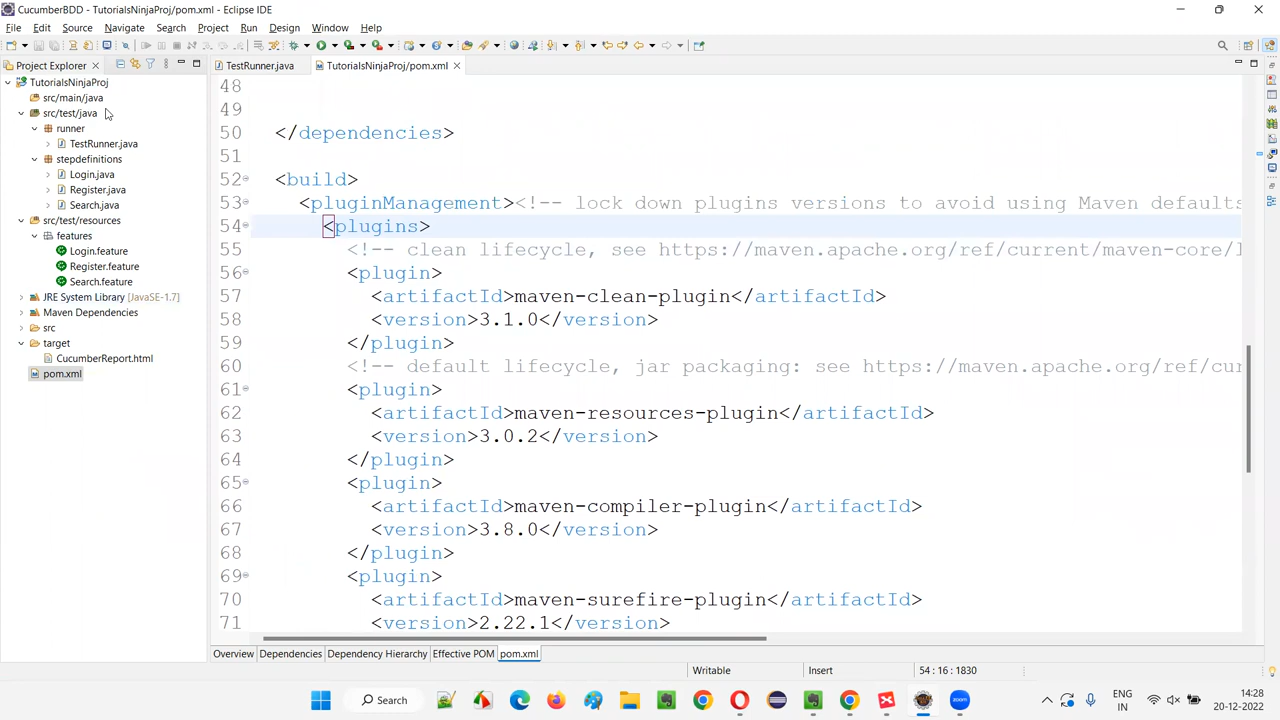 CucumberBDD - TutorialsNinjaProj/pom.xml - Eclipse IDE
File Edit Source Navigate Search Project Run Design Window Help
Project Explorer
TestRunner.java
TutorialsNinjaProj/pom.xml
TutorialsNinjaProj
src/main/java
src/test/java
runner
TestRunner.java
stepdefinitions
Login.java
Register.java
Search.java
src/test/resources
features
Login.feature
Register.feature
Search.feature
JRE System Library [JavaSE-1.7]
Maven Dependencies
src
target
CucumberReport.html
pom.xml
48
49
50 </dependencies>
51
52 <build>
53 <pluginManagement><!-- lock down plugins versions to avoid using Maven defaults
54 <plugins>
55 <!-- clean lifecycle, see https://maven.apache.org/ref/current/maven-core/l
56 <plugin>
57 <artifactId>maven-clean-plugin</artifactId>
58 <version>3.1.0</version>
59 </plugin>
60 <!-- default lifecycle, jar packaging: see https://maven.apache.org/ref/cur
61 <plugin>
62 <artifactId>maven-resources-plugin</artifactId>
63 <version>3.0.2</version>
64 </plugin>
65 <plugin>
66 <artifactId>maven-compiler-plugin</artifactId>
67 <version>3.8.0</version>
68 </plugin>
69 <plugin>
70 <artifactId>maven-surefire-plugin</artifactId>
71 <version>2.22.1</version>
Overview Dependencies Dependency Hierarchy Effective POM pom.xml
Writable Insert 54 : 16 : 1830
Search
ENG
IN
14:28
20-12-2022